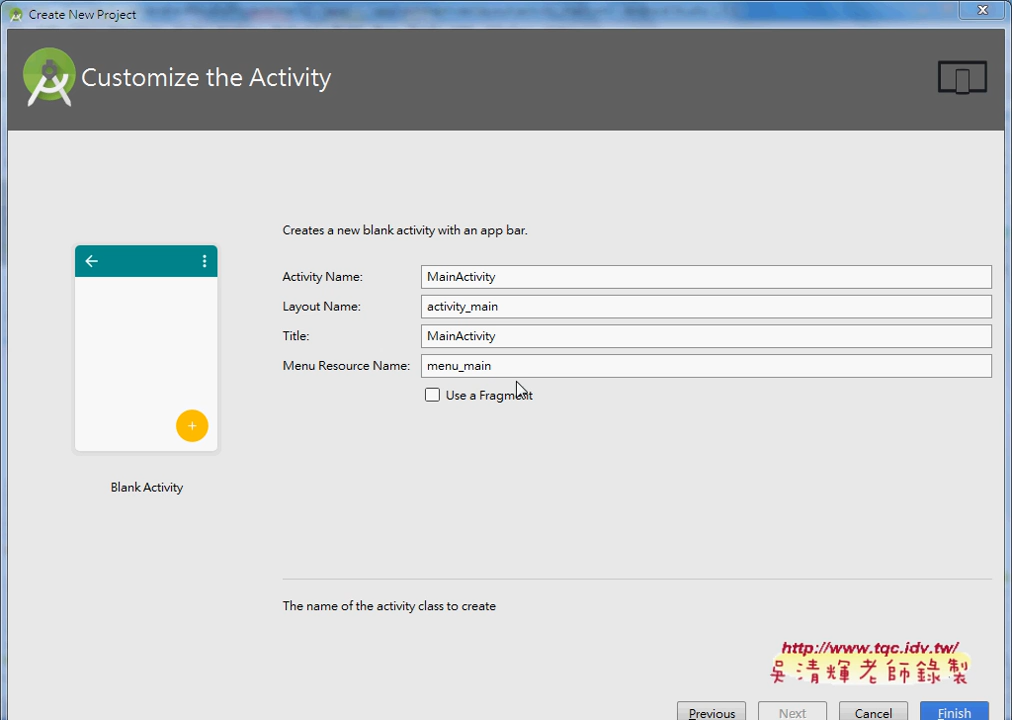 Create New Project
Customize the Activity
Creates a new blank activity with an app bar.
Activity Name: MainActivity
Layout Name: activity_main
Title: MainActivity
Menu Resource Name: menu_main
Use a Fragment
Blank Activity
The name of the activity class to create
http://www.tqc.idv.tw/
吳清輝老師錄製
Previous Next Cancel Finish